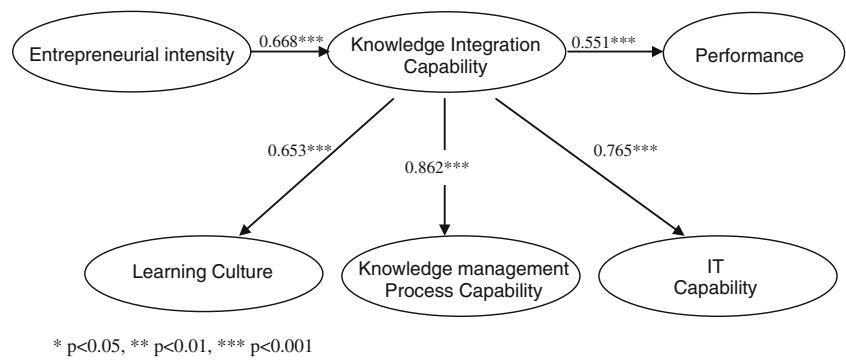 Entrepreneurial intensity
0.668***
Knowledge Integration
Capability
0.551***
Performance
0.653***
0.862***
0.765***
Learning Culture
Knowledge management
Process Capability
IT
Capability
* p<0.05, ** p<0.01, *** p<0.001